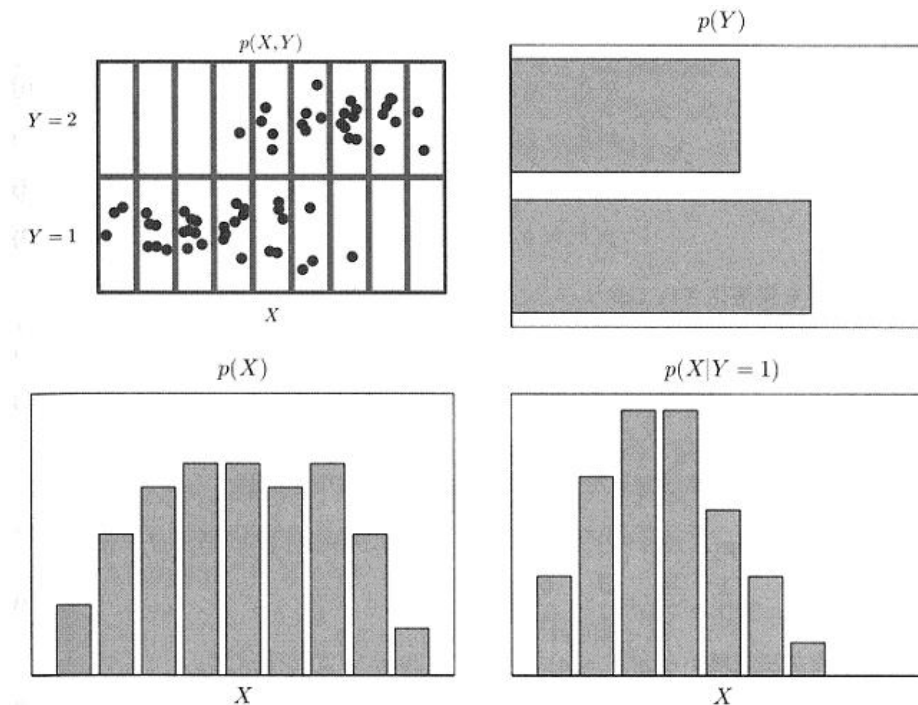 p(X, Y)
Y = 2
Y = 1
X
p(Y)
p(X)
X
p(X|Y = 1)
X